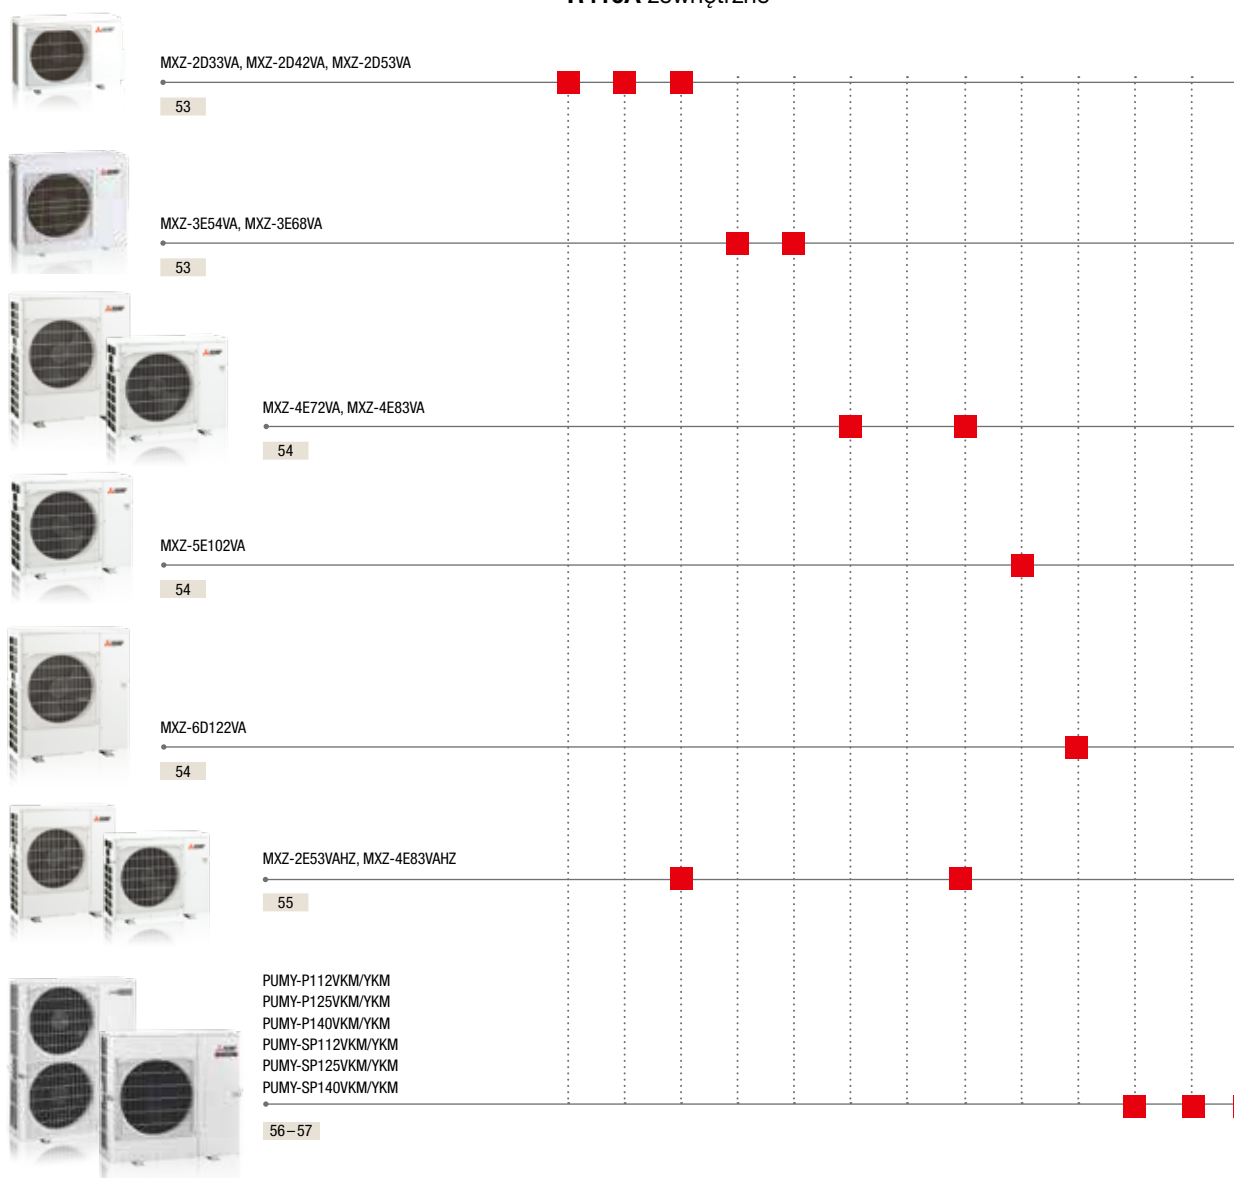 MXZ-2D33VA, MXZ-2D42VA, MXZ-2D53VA
53
MXZ-3E54VA, MXZ-3E68VA
53
MXZ-4E72VA, MXZ-4E83VA
54
MXZ-5E102VA
54
MXZ-6D122VA
54
MXZ-2E53VAHZ, MXZ-4E83VAHZ
55
PUMY-P112VKM/YKM
PUMY-P125VKM/YKM
PUMY-P140VKM/YKM
PUMY-SP112VKM/YKM
PUMY-SP125VKM/YKM
PUMY-SP140VKM/YKM
56–57